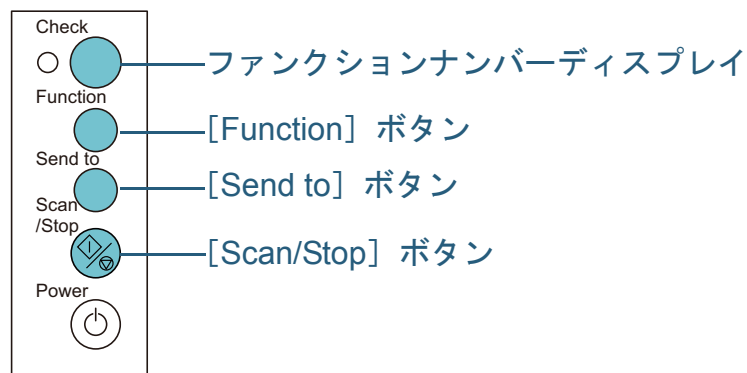 Check
ファンクションナンバーディスプレイ
Function
［Function］ボタン
Send to
［Send to］ボタン
Scan
/Stop
［Scan/Stop］ボタン
Power